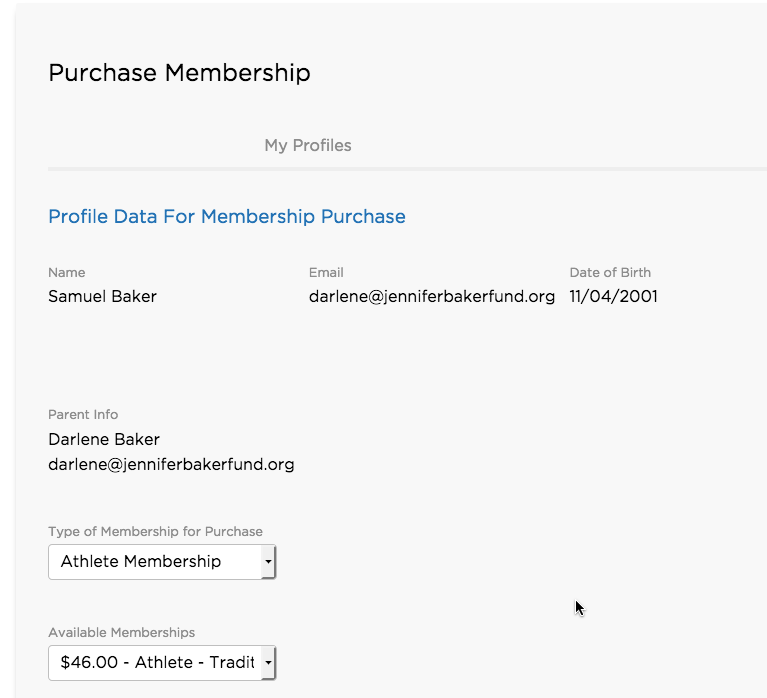 Purchase Membership
My Profiles
Profile Data For Membership Purchase
Name Email Date of Birth
Samuel Baker darlene@jenniferbakerfund.org 11/04/2001
Parent Info
Darlene Baker
darlene@jenniferbakerfund.org
Type of Membership for Purchase
Athlete Membership
Available Memberships
$46.00 - Athlete - Tradit